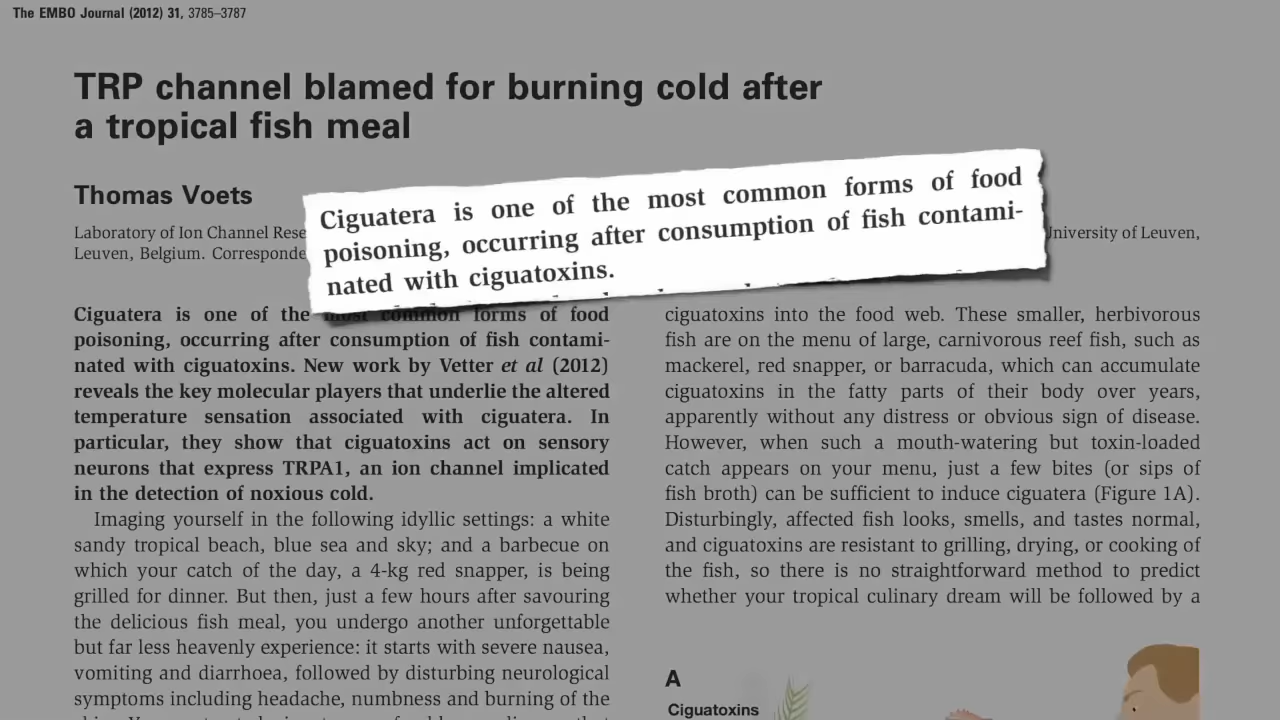 The EMBO Journal (2012) 31, 3785–3787
TRP channel blamed for burning cold after
a tropical fish meal
Thomas Voets
Laboratory of Ion Channel Rese
University of Leuven,
Leuven, Belgium. Corresponde
Ciguatera is one of the most common forms of food
poisoning, occurring after consumption of fish contami-
nated with ciguatoxins.
Ciguatera is one of the most common forms of food
poisoning, occurring after consumption of fish contami-
nated with ciguatoxins. New work by Vetter et al (2012)
reveals the key molecular players that underlie the altered
temperature sensation associated with ciguatera. In
particular, they show that ciguatoxins act on sensory
neurons that express TRPA1, an ion channel implicated
in the detection of noxious cold.
Imaging yourself in the following idyllic settings: a white
sandy tropical beach, blue sea and sky; and a barbecue on
which your catch of the day, a 4-kg red snapper, is being
grilled for dinner. But then, just a few hours after savouring
the delicious fish meal, you undergo another unforgettable
but far less heavenly experience: it starts with severe nausea,
vomiting and diarrhoea, followed by disturbing neurological
symptoms including headache, numbness and burning of the
ciguatoxins into the food web. These smaller, herbivorous
fish are on the menu of large, carnivorous reef fish, such as
mackerel, red snapper, or barracuda, which can accumulate
ciguatoxins in the fatty parts of their body over years,
apparently without any distress or obvious sign of disease.
However, when such a mouth-watering but toxin-loaded
catch appears on your menu, just a few bites (or sips of
fish broth) can be sufficient to induce ciguatera (Figure 1A).
Disturbingly, affected fish looks, smells, and tastes normal,
and ciguatoxins are resistant to grilling, drying, or cooking of
the fish, so there is no straightforward method to predict
whether your tropical culinary dream will be followed by a
A
Ciguatoxins